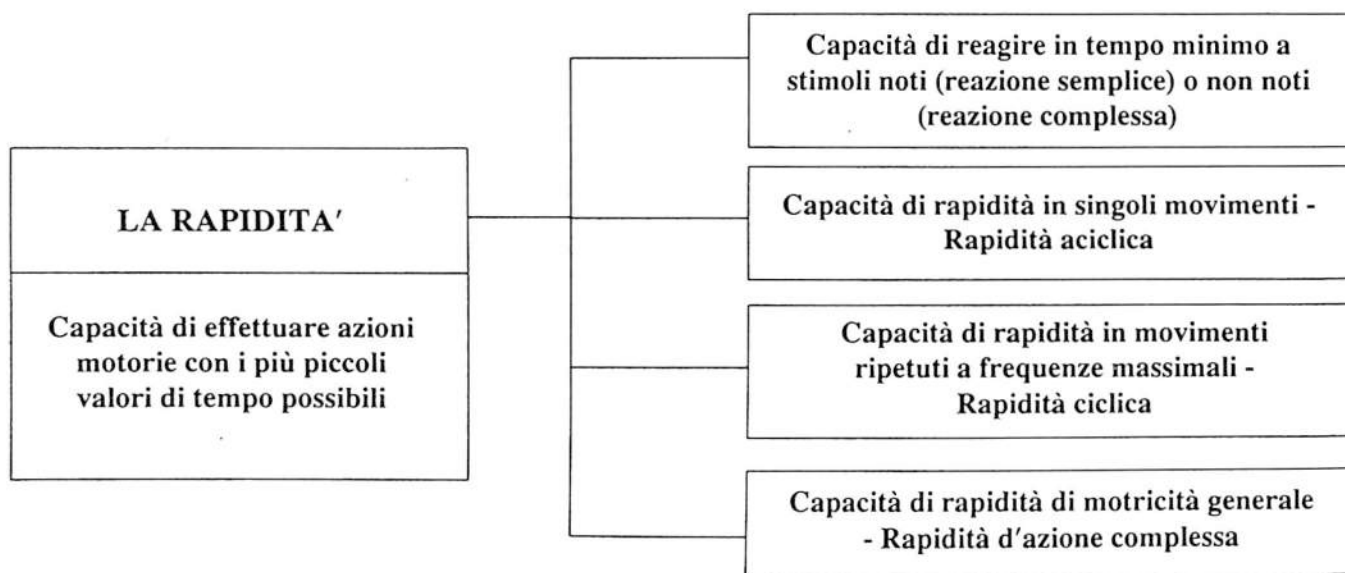 LA RAPIDITA'
Capacità di effettuare azioni
motorie con i più piccoli
valori di tempo possibili
Capacità di reagire in tempo minimo a
stimoli noti (reazione semplice) o non noti
(reazione complessa)
Capacità di rapidità in singoli movimenti -
Rapidità aciclica
Capacità di rapidità in movimenti
ripetuti a frequenze massimali -
Rapidità ciclica
Capacità di rapidità di motricità generale
- Rapidità d'azione complessa